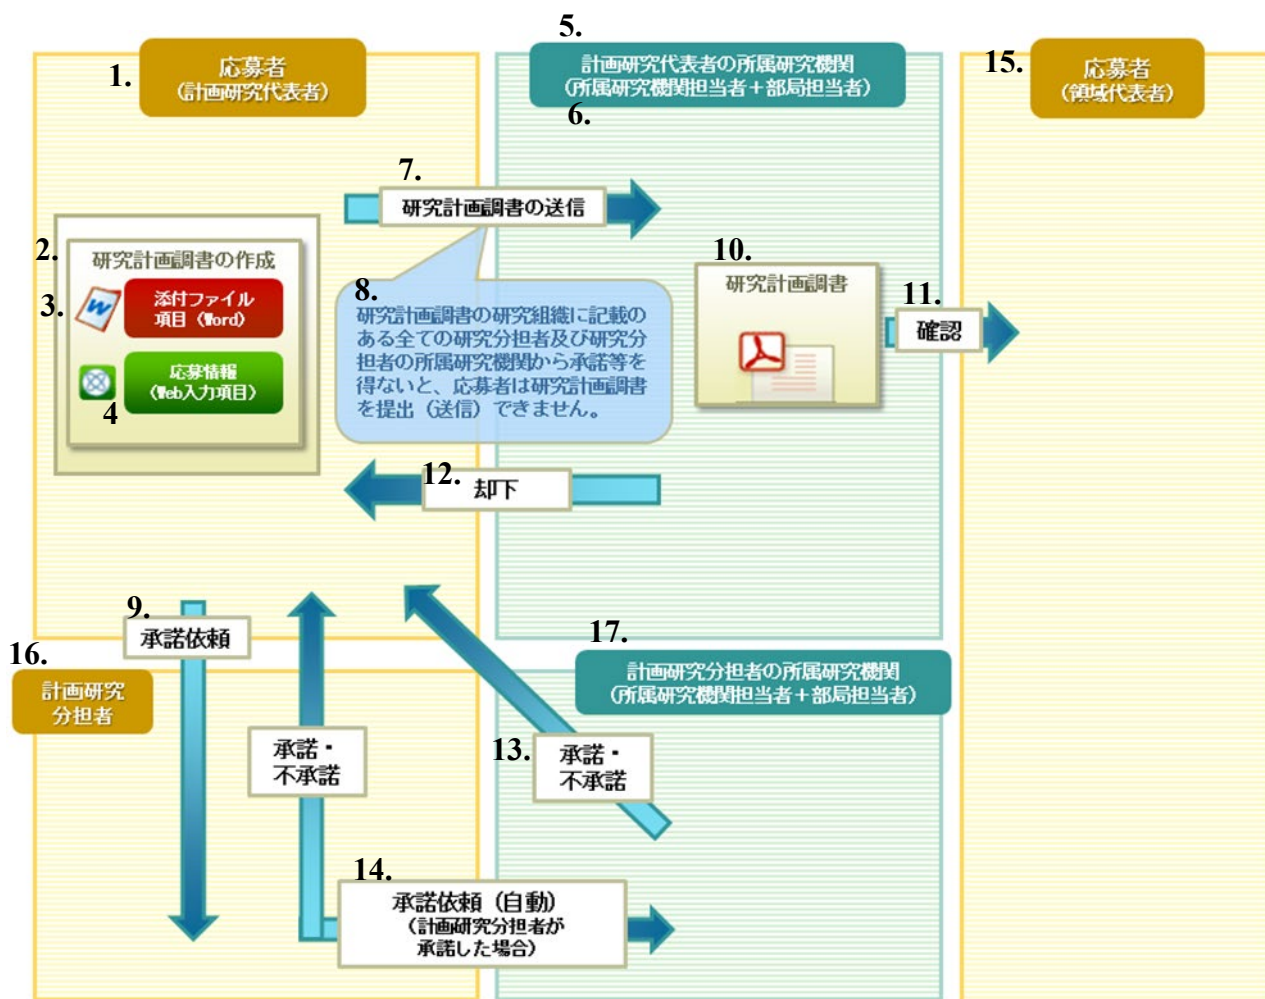 1.
応募者
(計画研究代表者)
5.
計画研究代表者の所属研究機関
(所属研究機関担当者＋部局担当者)
6.
15.
応募者
(領域代表者)
7.
研究計画調書の送信
2.
研究計画調書の作成
3.
添付ファイル
項目(Word)
4
応募情報
(Web入力項目)
8.
研究計画調書の研究組織に記載の
ある全ての研究分担者及び研究分
担者の所属研究機関から承諾等を
得ないと、応募者は研究計画調書
を提出（送信）できません。
10.
研究計画調書
11.
確認
12.
却下
9.
承諾依頼
16.
計画研究
分担者
17.
計画研究分担者の所属研究機関
(所属研究機関担当者＋部局担当者)
承諾・
不承諾
13.
承諾・
不承諾
14.
承諾依頼（自動）
(計画研究分担者が
承諾した場合)